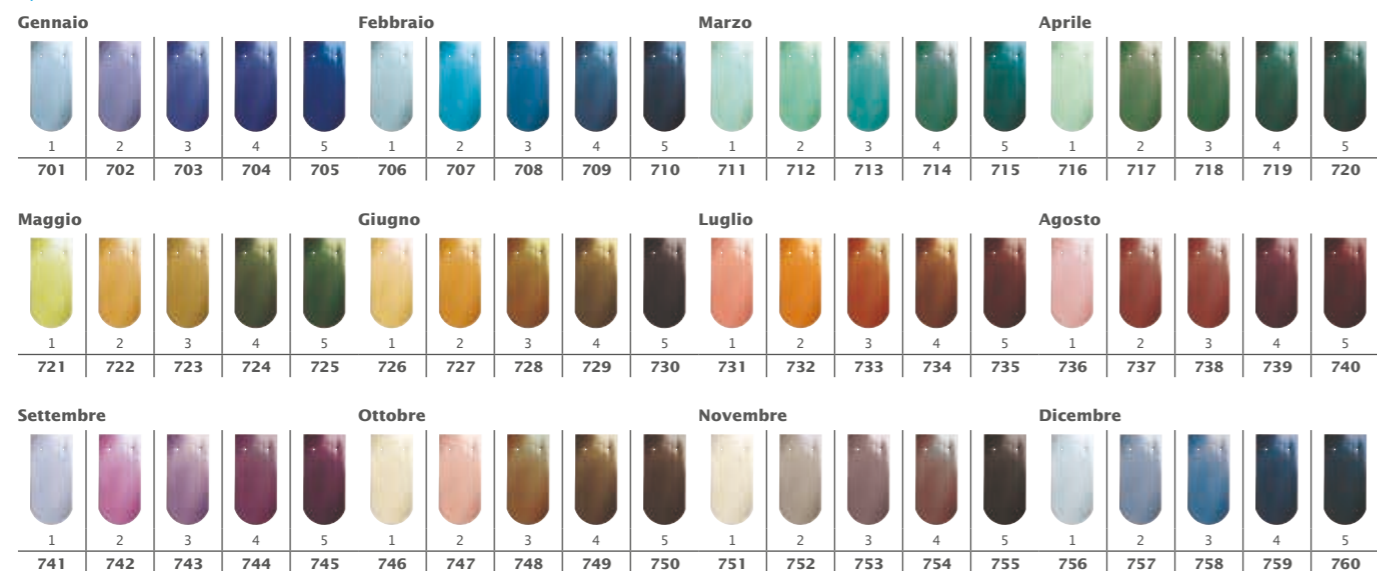 Gennaio Febbraio Marzo Aprile
1 2 3 4 5 1 2 3 4 5 1 2 3 4 5 1 2 3 4 5
701 702 703 704 705 706 707 708 709 710 711 712 713 714 715 716 717 718 719 720
Maggio Giugno Luglio Agosto
1 2 3 4 5 1 2 3 4 5 1 2 3 4 5 1 2 3 4 5
721 722 723 724 725 726 727 728 729 730 731 732 733 734 735 736 737 738 739 740
Settembre Ottobre Novembre Dicembre
1 2 3 4 5 1 2 3 4 5 1 2 3 4 5 1 2 3 4 5
741 742 743 744 745 746 747 748 749 750 751 752 753 754 755 756 757 758 759 760